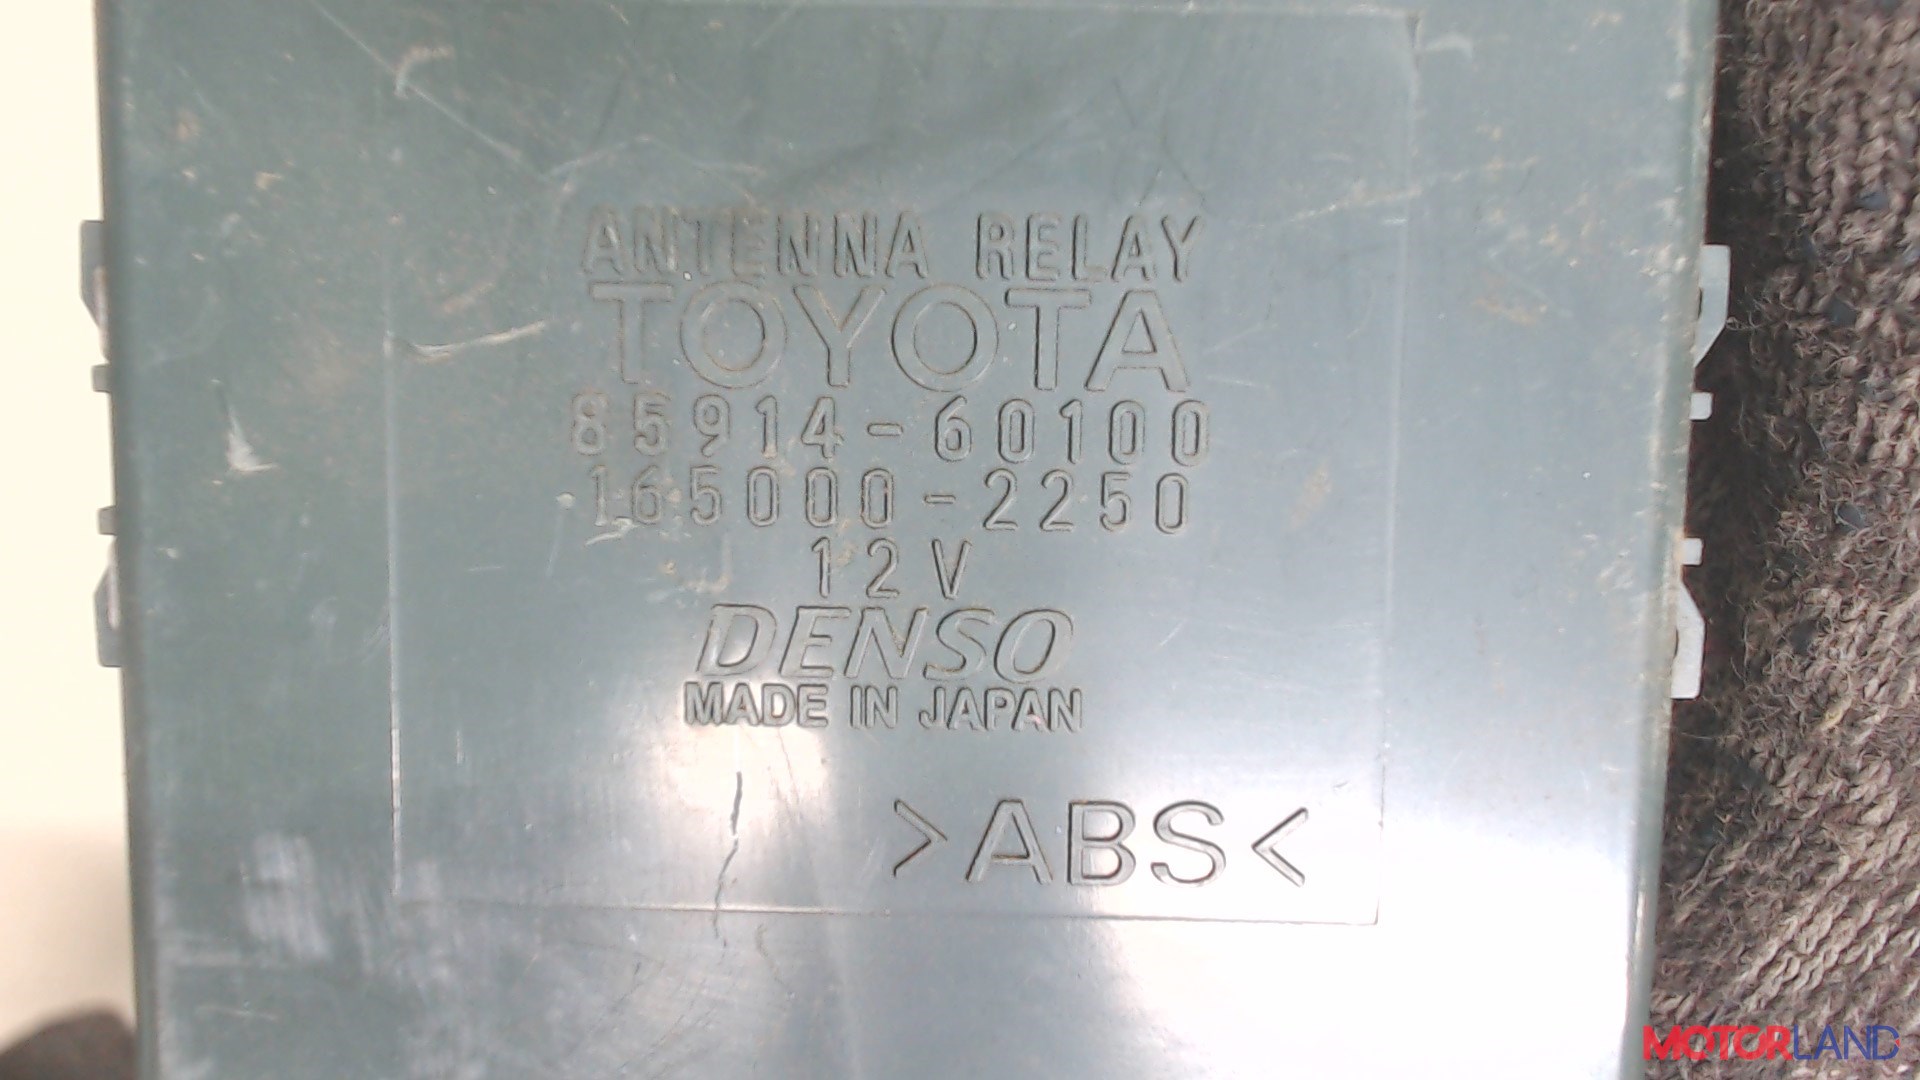 ANTENNA RELAY
TOYOTA
85914-60100
165000-2250
12V
DENSO
MADE IN JAPAN
>ABS<
MOTORLAND